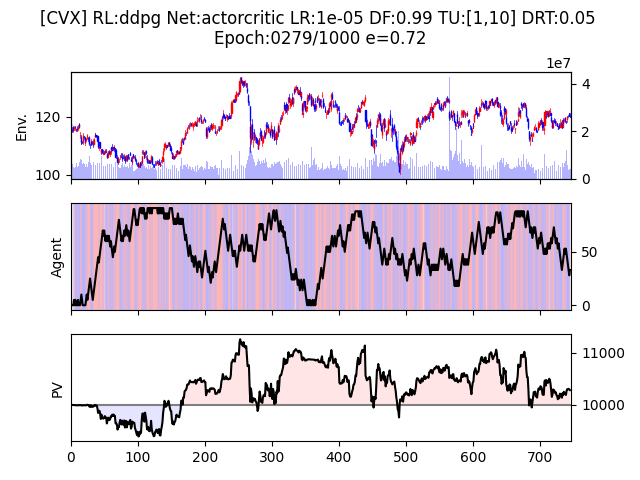 [CVX] RL:ddpg Net:actorcritic LR:1e-05 DF:0.99 TU:[1,10] DRT:0.05
Epoch:0279/1000 e=0.72
1e7
Env.
120
100
4
2
0
Agent
50
0
PV
11000
10000
0 100 200 300 400 500 600 700